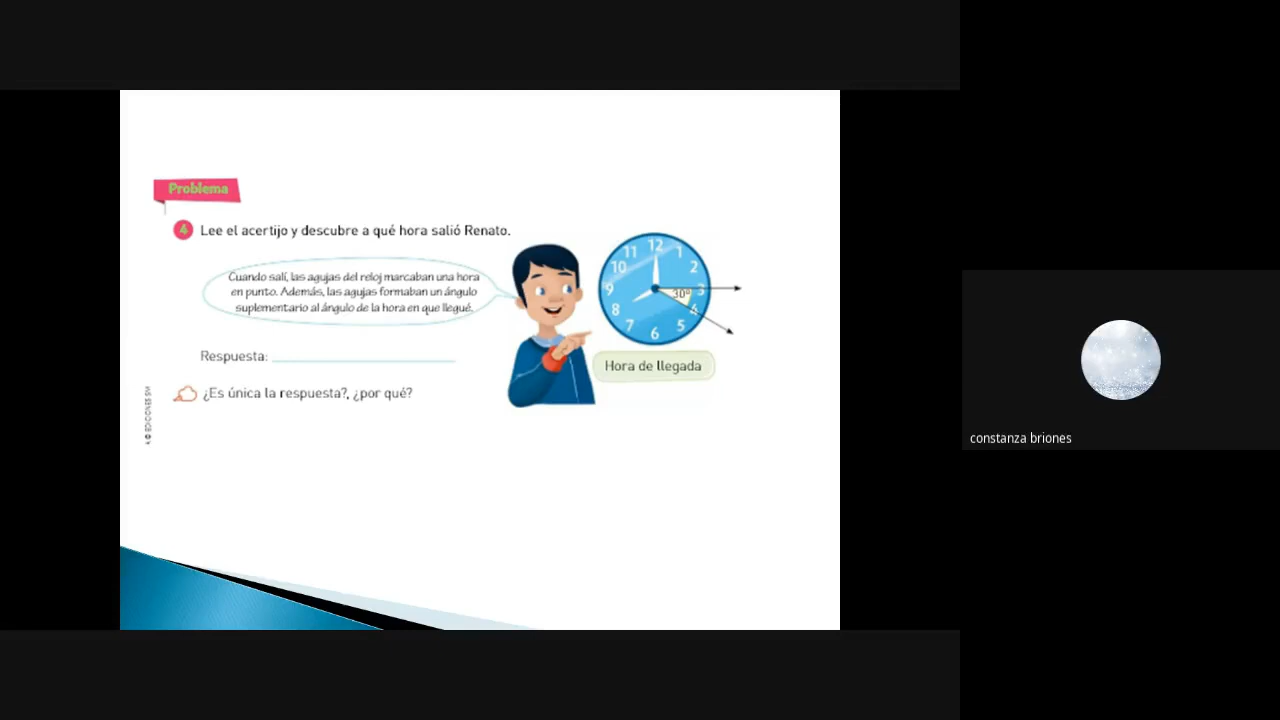 Problema
4 Lee el acertijo y descubre a qué hora salió Renato.
Cuando salí, las agujas del reloj marcaban una hora
en punto. Además, las agujas formaban un ángulo
suplementario al ángulo de la hora en que llegué.
12
11
1
10
2
9
3
30º
8
4
7
5
6
Respuesta:
Hora de llegada
¿Es única la respuesta?, ¿por qué?
© EDICIONES SM
constanza briones